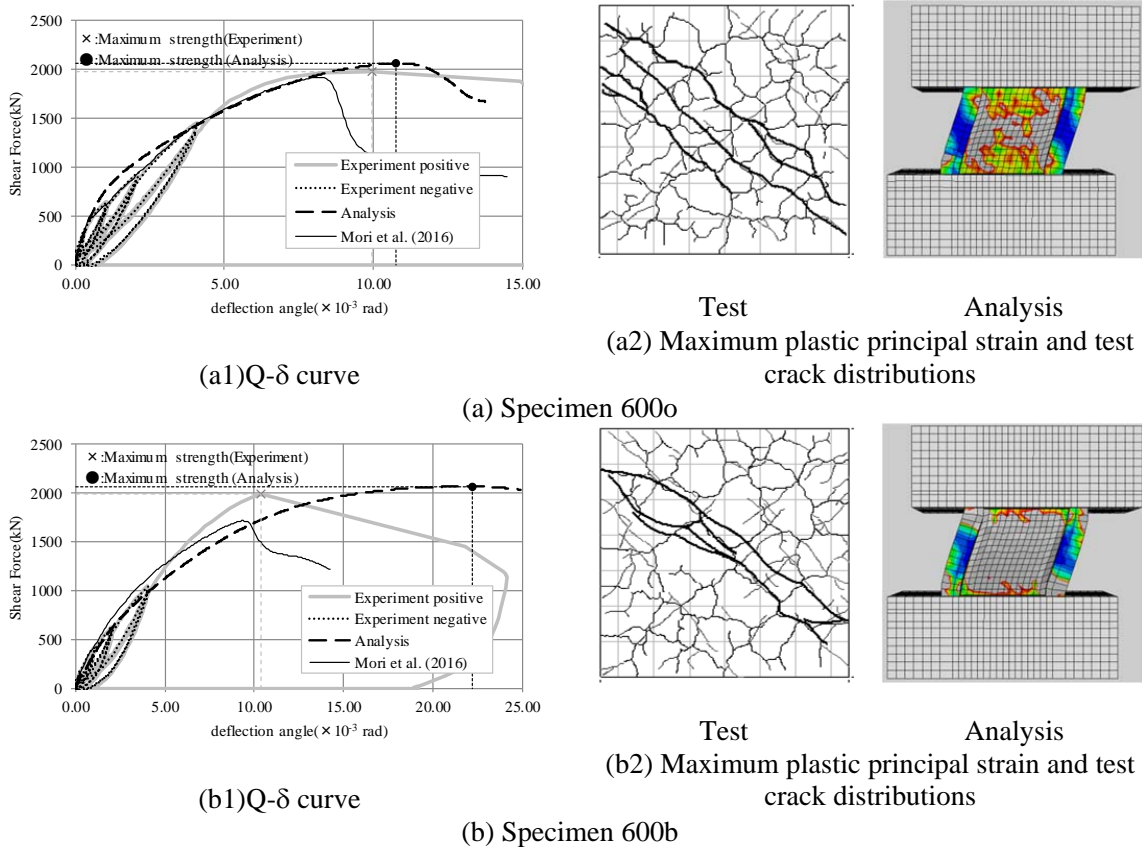 2500
×:Maximum strength(Experiment)
●:Maximum strength(Analysis)
2000
1500
1000
500
0
Shear Force(kN)
Experiment positive
Experiment negative
Analysis
Mori et al. (2016)
0.00 5.00 10.00 15.00
deflection angle(×10⁻³ rad)
(a1)Q-δ curve
Test Analysis
(a2) Maximum plastic principal strain and test
crack distributions
(a) Specimen 600o
2500
×:Maximum strength(Experiment)
●:Maximum strength(Analysis)
2000
1500
1000
500
0
Shear Force(kN)
Experiment positive
Experiment negative
Analysis
Mori et al. (2016)
0.00 5.00 10.00 15.00 20.00 25.00
deflection angle(×10⁻³ rad)
(b1)Q-δ curve
Test Analysis
(b2) Maximum plastic principal strain and test
crack distributions
(b) Specimen 600b